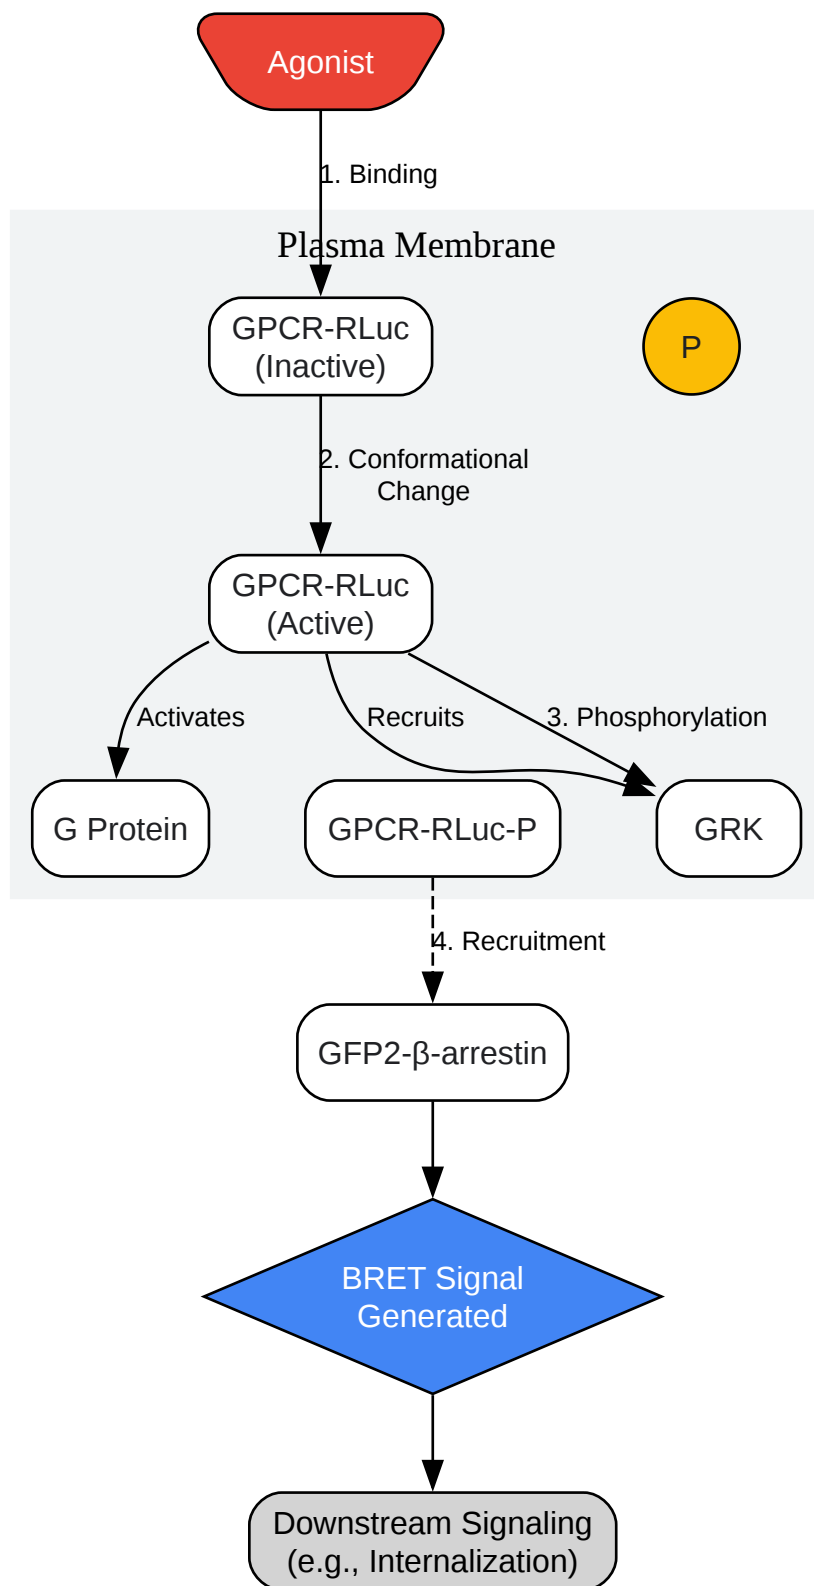 Agonist
1. Binding
Plasma Membrane
GPCR-RLuc
(Inactive)
P
2. Conformational
Change
GPCR-RLuc
(Active)
Activates
Recruits
3. Phosphorylation
G Protein
GPCR-RLuc-P
GRK
4. Recruitment
GFP2-β-arrestin
BRET Signal
Generated
Downstream Signaling
(e.g., Internalization)